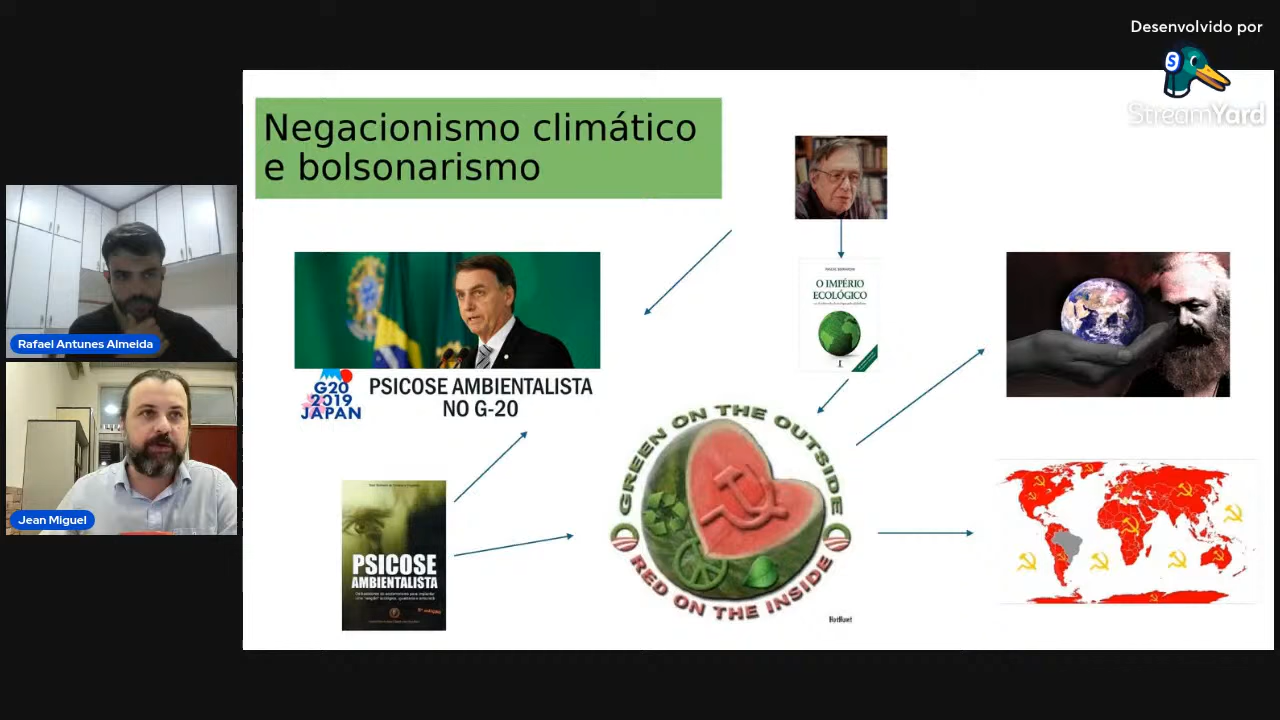 Desenvolvido por
StreamYard
Negacionismo climático
e bolsonarismo
O IMPÉRIO
ECOLÓGICO
G20
2019
JAPAN
PSICOSE AMBIENTALISTA
NO G-20
GREEN ON THE OUTSIDE
RED ON THE INSIDE
PSICOSE
AMBIENTALISTA
Rafael Antunes Almeida
Jean Miguel